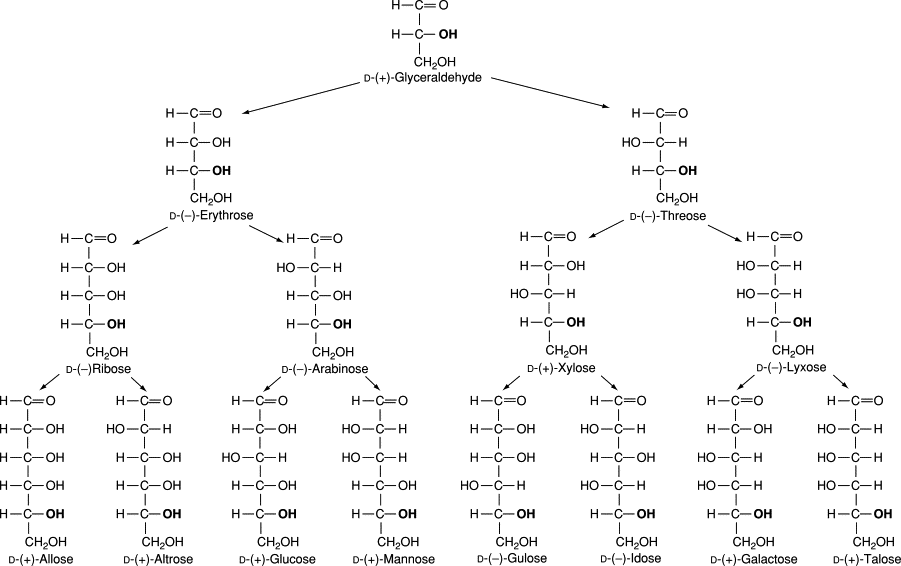 H–C=O
H–C–OH
CH₂OH
D-(+)-Glyceraldehyde
H–C=O H–C=O
H–C–OH HO–C–H
H–C–OH H–C–OH
CH₂OH CH₂OH
D-(–)-Erythrose D-(–)-Threose
H–C=O H–C=O H–C=O H–C=O
H–C–OH HO–C–H H–C–OH HO–C–H
H–C–OH H–C–OH HO–C–H HO–C–H
H–C–OH H–C–OH H–C–OH H–C–OH
CH₂OH CH₂OH CH₂OH CH₂OH
D-(–)Ribose D-(–)-Arabinose D-(+)-Xylose D-(–)-Lyxose
H–C=O H–C=O H–C=O H–C=O H–C=O H–C=O H–C=O H–C=O
H–C–OH HO–C–H H–C–OH HO–C–H H–C–OH HO–C–H H–C–OH HO–C–H
H–C–OH H–C–OH HO–C–H HO–C–H H–C–OH H–C–OH HO–C–H HO–C–H
H–C–OH H–C–OH H–C–OH H–C–OH HO–C–H HO–C–H HO–C–H HO–C–H
H–C–OH H–C–OH H–C–OH H–C–OH H–C–OH H–C–OH H–C–OH H–C–OH
CH₂OH CH₂OH CH₂OH CH₂OH CH₂OH CH₂OH CH₂OH CH₂OH
D-(+)-Allose D-(+)-Altrose D-(+)-Glucose D-(+)-Mannose D-(–)-Gulose D-(–)-Idose D-(+)-Galactose D-(+)-Talose